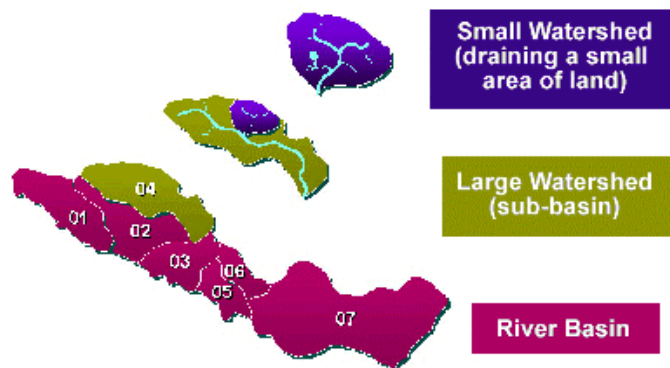 Small Watershed
(draining a small
area of land)
Large Watershed
(sub-basin)
04
01
02
03
06
05
07
River Basin